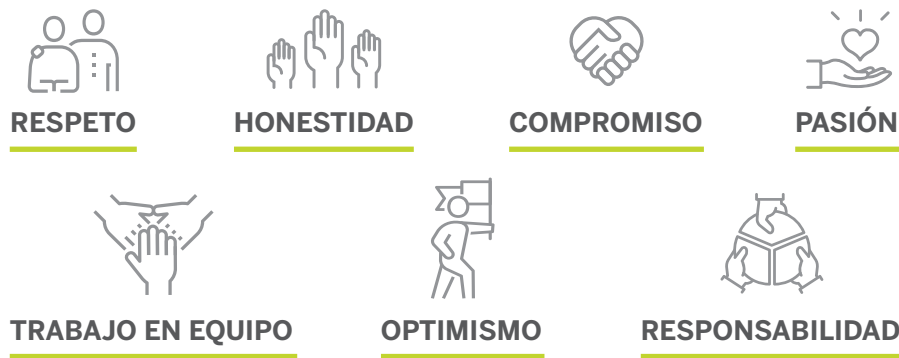 RESPETO
HONESTIDAD
COMPROMISO
PASIÓN
TRABAJO EN EQUIPO
OPTIMISMO
RESPONSABILIDAD